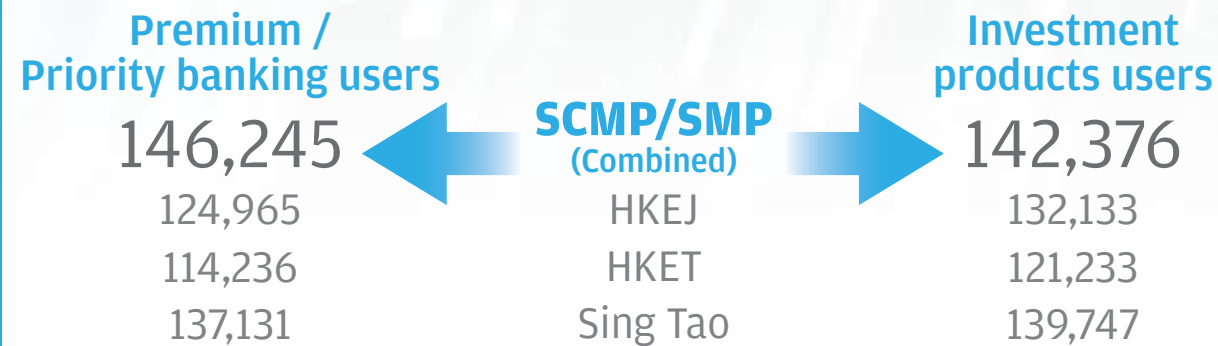 Premium /
Priority banking users
Investment
products users
146,245
SCMP/SMP
(Combined)
142,376
124,965
HKEJ
132,133
114,236
HKET
121,233
137,131
Sing Tao
139,747